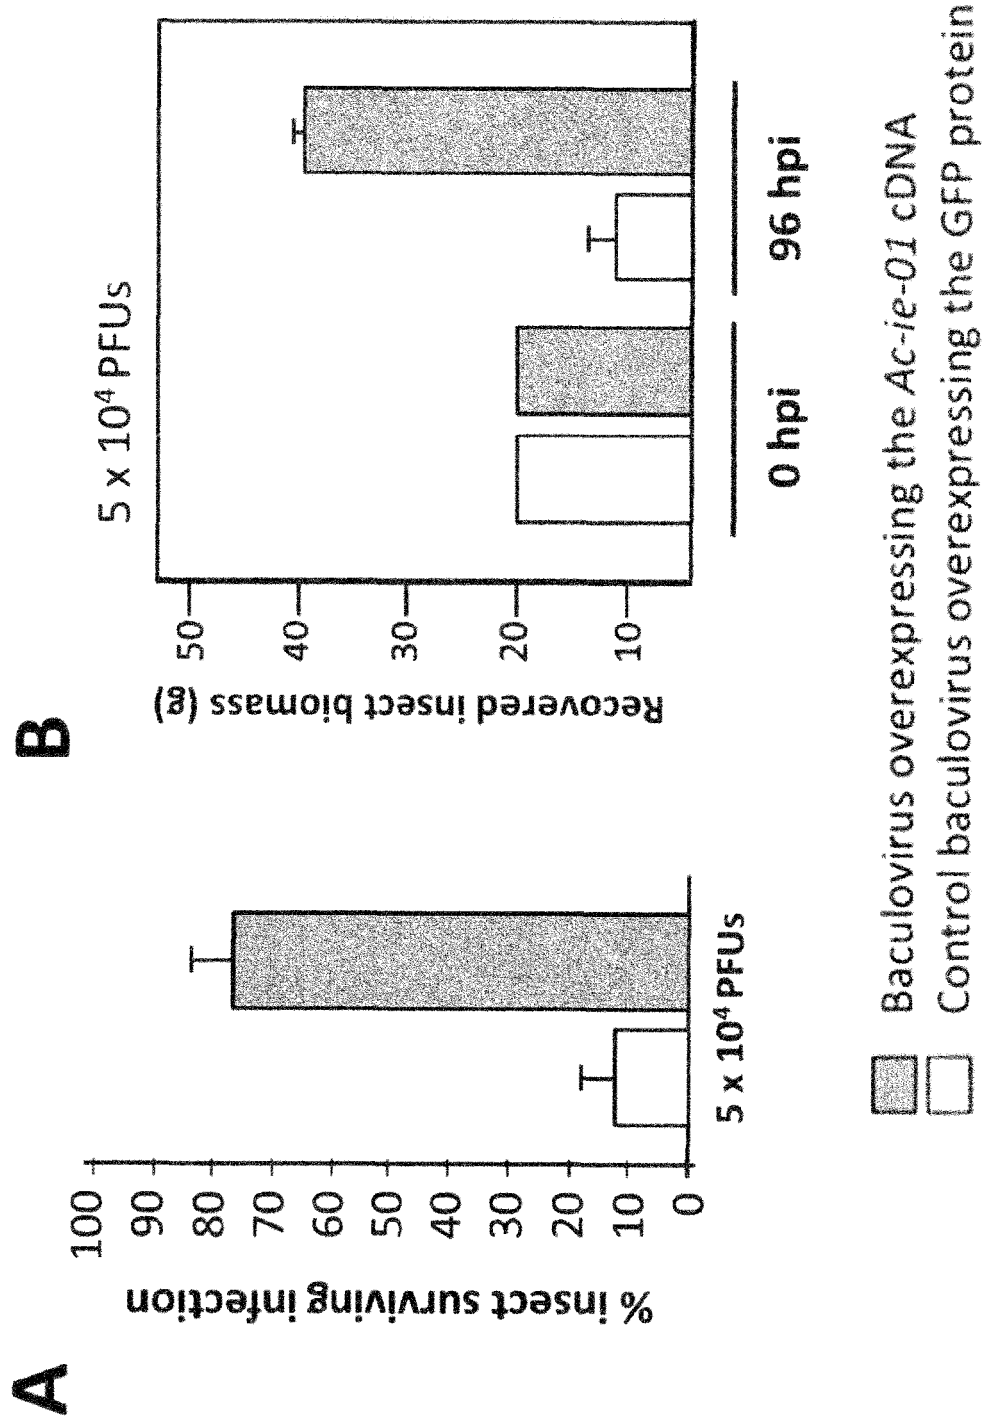 A
% insect surviving infection
100
90
80
70
60
50
40
30
20
10
0
5 x 10⁴ PFUs
B
5 x 10⁴ PFUs
Recovered insect biomass (g)
50
40
30
20
10
0 hpi
96 hpi
Baculovirus overexpressing the Ac-ie-01 cDNA
Control baculovirus overexpressing the GFP protein